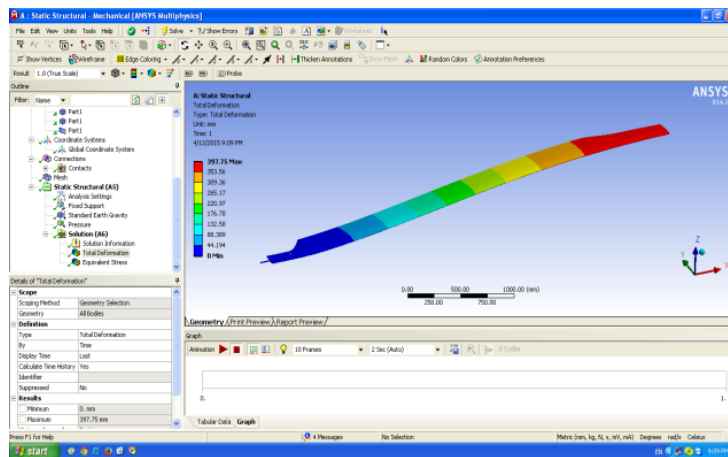 A : Static Structural - Mechanical [ANSYS Multiphysics]
File Edit View Units Tools Help Solve ?/Show Errors Worksheet
Show Vertices Wireframe Edge Coloring Thicken Annotations Show Mesh Random Colors Annotation Preferences
Result 1.0 (True Scale) Probe
Outline
Filter: Name
Part1
Part1
Part1
Coordinate Systems
Global Coordinate System
Connections
Contacts
Mesh
Static Structural (A5)
Analysis Settings
Fixed Support
Standard Earth Gravity
Pressure
Solution (A6)
Solution Information
Total Deformation
Equivalent Stress
Details of "Total Deformation"
Scope
Scoping Method Geometry Selection
Geometry All Bodies
Definition
Type Total Deformation
By Time
Display Time Last
Calculate Time History Yes
Identifier
Suppressed No
Results
Minimum 0. mm
Maximum 397.75 mm
A: Static Structural
Total Deformation
Type: Total Deformation
Unit: mm
Time: 1
4/12/2015 9:09 PM
397.75 Max
353.56
309.36
265.17
220.97
176.78
132.58
88.389
44.194
0 Min
ANSYS
R14.5
Z
Y
X
0.00 500.00 1000.00 (mm)
250.00 750.00
Geometry Print Preview Report Preview
Graph
Animation 10 Frames 2 Sec (Auto) 3 Cycles
0. 1.
Tabular Data Graph
Press F1 for Help 4 Messages No Selection Metric (mm, kg, N, s, mV, mA) Degrees rad/s Celsius
start EN 9:09 PM